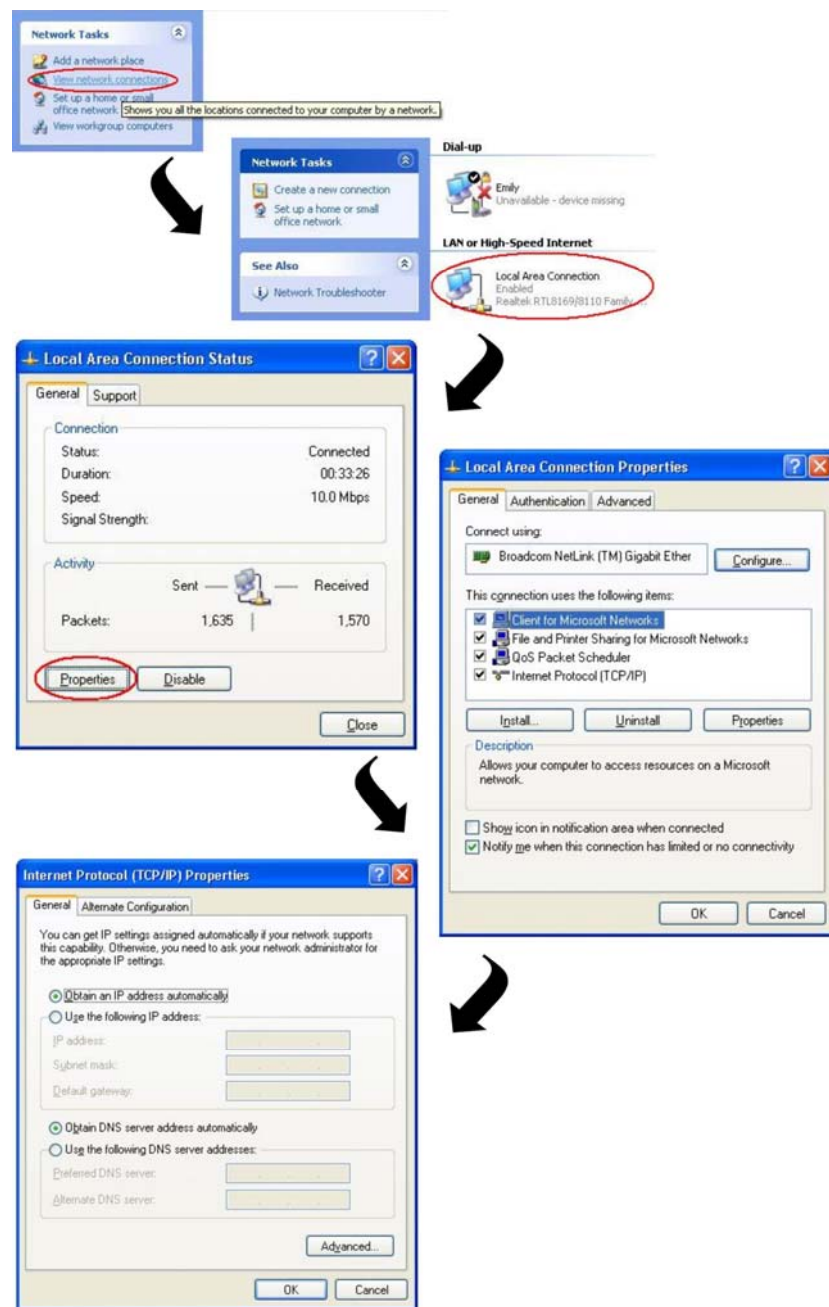 Network Tasks
Add a network place
View network connections
Set up a home or small
office network
Shows you all the locations connected to your computer by a network.
View workgroup computers
Network Tasks
Create a new connection
Set up a home or small
office network
See Also
Network Troubleshooter
Dial-up
Emily
Unavailable - device missing
LAN or High-Speed Internet
Local Area Connection
Enabled
Realtek RTL8169/8110 Family ...
Local Area Connection Status
General Support
Connection
Status: Connected
Duration: 00:33:26
Speed: 10.0 Mbps
Signal Strength:
Activity
Sent — — Received
Packets: 1,635 | 1,570
Properties Disable
Close
Local Area Connection Properties
General Authentication Advanced
Connect using:
Broadcom NetLink (TM) Gigabit Ether Configure...
This connection uses the following items:
Client for Microsoft Networks
File and Printer Sharing for Microsoft Networks
QoS Packet Scheduler
Internet Protocol (TCP/IP)
Install... Uninstall Properties
Description
Allows your computer to access resources on a Microsoft
network.
Show icon in notification area when connected
Notify me when this connection has limited or no connectivity
OK Cancel
Internet Protocol (TCP/IP) Properties
General Alternate Configuration
You can get IP settings assigned automatically if your network supports
this capability. Otherwise, you need to ask your network administrator for
the appropriate IP settings.
Obtain an IP address automatically
Use the following IP address:
IP address:
Subnet mask:
Default gateway:
Obtain DNS server address automatically
Use the following DNS server addresses:
Preferred DNS server:
Alternate DNS server:
Advanced...
OK Cancel